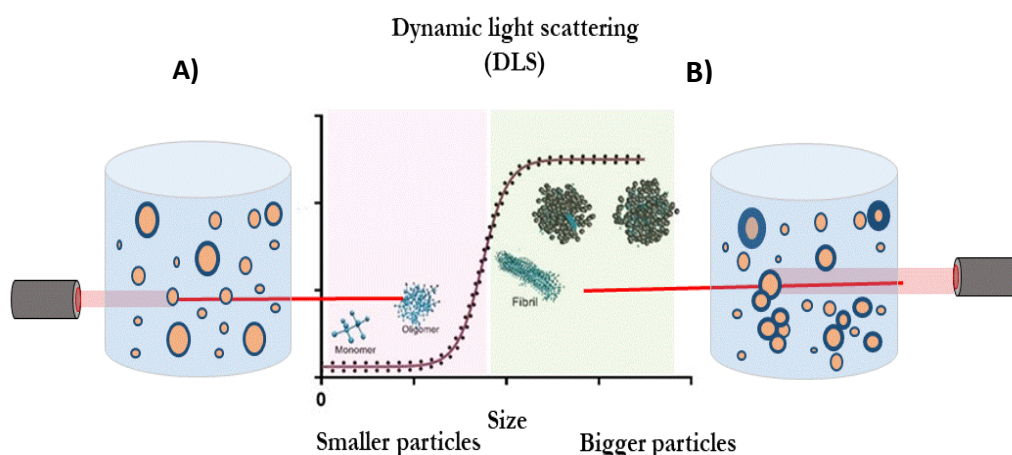 Dynamic light scattering
(DLS)
A)
B)
Monomer
Oligomer
Fibril
0
Size
Smaller particles
Bigger particles